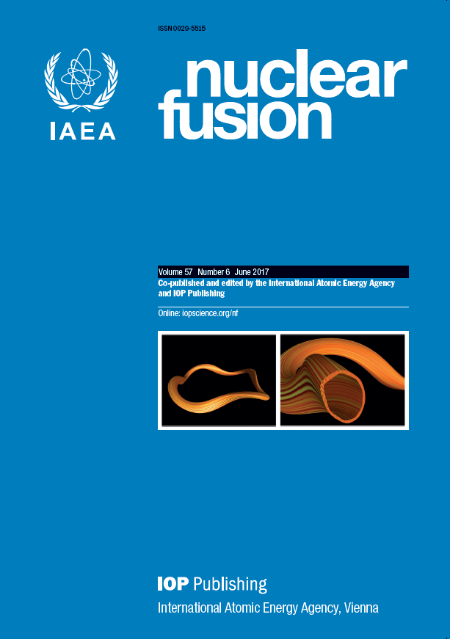 ISSN 0029-5515
nuclear
fusion
IAEA
Volume 57 Number 6 June 2017
Co-published and edited by the International Atomic Energy Agency
and IOP Publishing
Online: iopscience.org/nf
IOP Publishing
International Atomic Energy Agency, Vienna